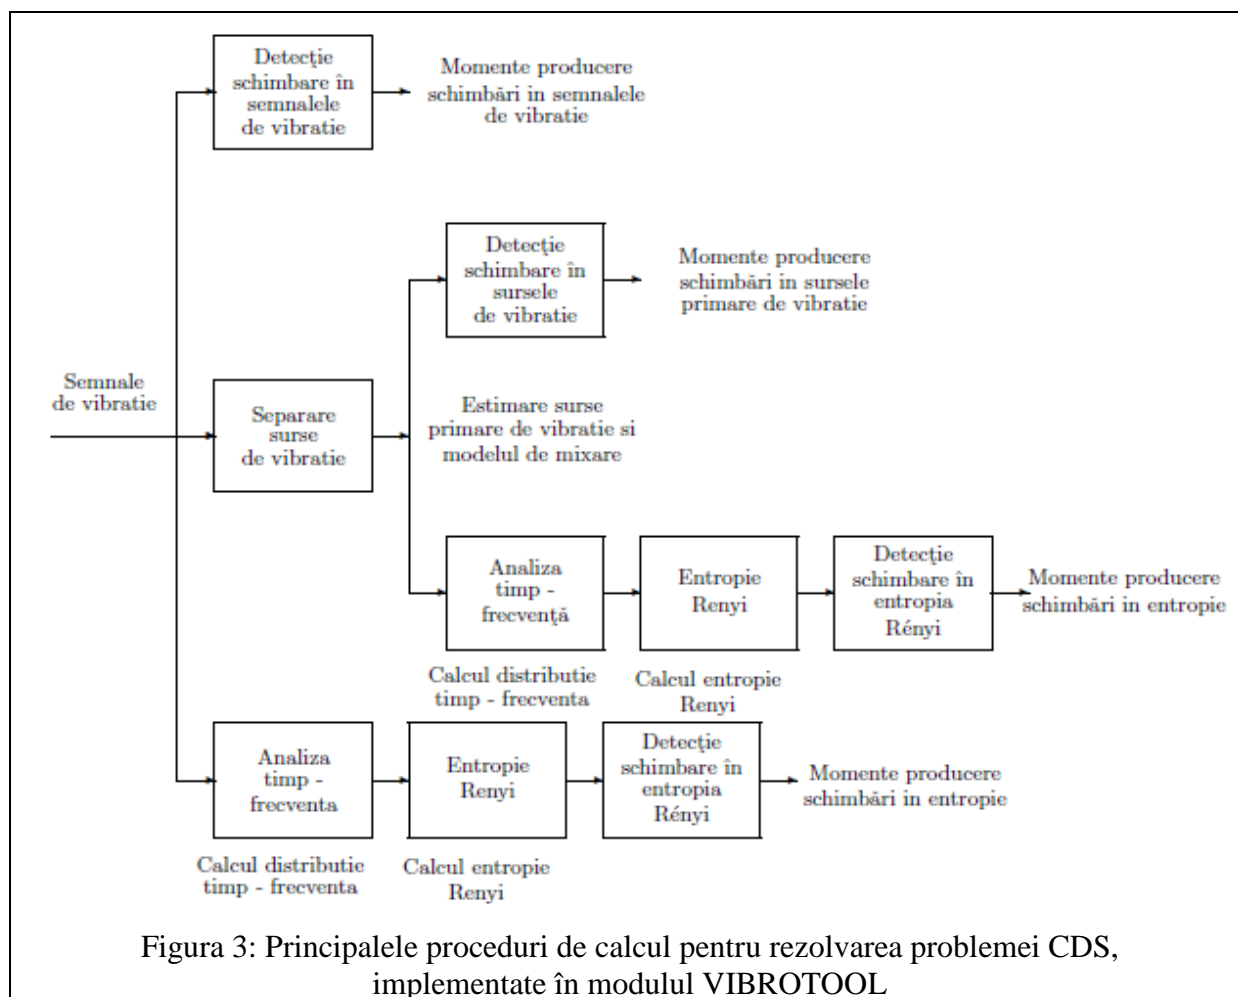 Detecţie
schimbare în
semnalele
de vibratie
Momente producere
schimbări in semnalele
de vibratie
Detecţie
schimbare în
sursele
de vibratie
Momente producere
schimbări in sursele
primare de vibratie
Semnale
de vibratie
Separare
surse
de vibratie
Estimare surse
primare de vibratie si
modelul de mixare
Analiza
timp -
frecvenţă
Calcul distributie
timp - frecventa
Entropie
Renyi
Calcul entropie
Renyi
Detecţie
schimbare în
entropia
Rényi
Momente producere
schimbări in entropie
Analiza
timp -
frecventa
Calcul distributie
timp - frecventa
Entropie
Renyi
Calcul entropie
Renyi
Detecţie
schimbare în
entropia
Rényi
Momente producere
schimbări in entropie
Figura 3: Principalele proceduri de calcul pentru rezolvarea problemei CDS,
implementate în modulul VIBROTOOL